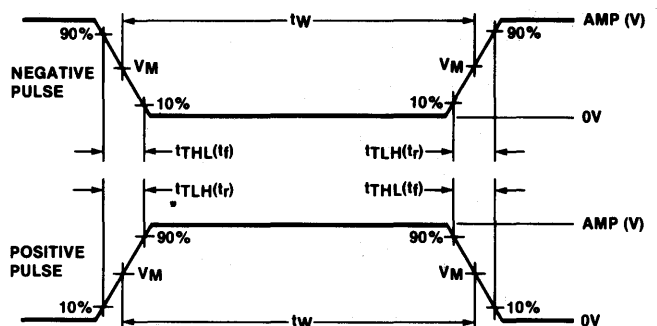 90% tW 90% AMP (V)
NEGATIVE PULSE VM VM
10% 10% 0V
tTHL(tf) tTLH(tr)
tTLH(tr) tTHL(tf)
AMP (V)
90% 90%
POSITIVE PULSE VM VM
10% tW 10% 0V